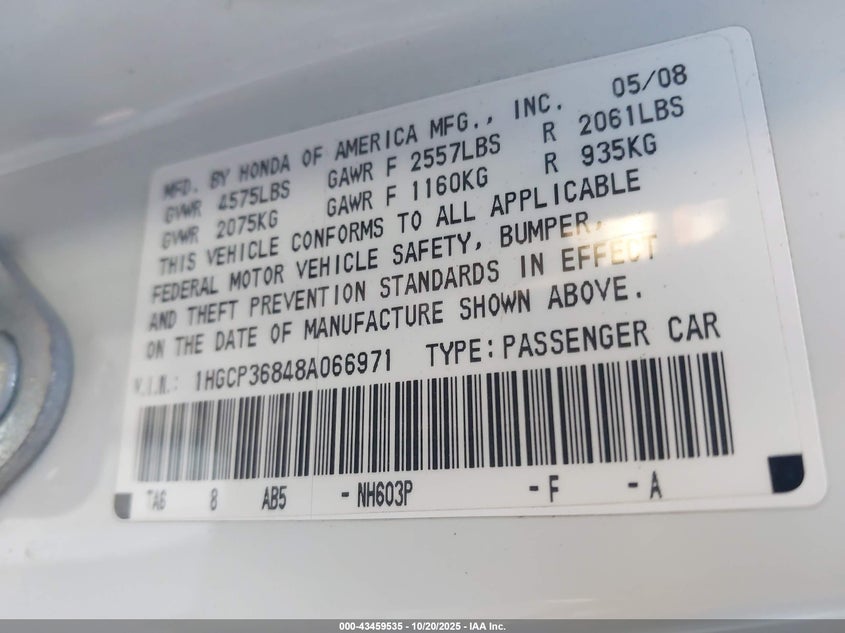 MFD. BY HONDA OF AMERICA MFG., INC. 05/08
GVWR 4575LBS GAWR F 2557LBS R 2061LBS
GVWR 2075KG GAWR F 1160KG R 935KG
THIS VEHICLE CONFORMS TO ALL APPLICABLE
FEDERAL MOTOR VEHICLE SAFETY, BUMPER,
AND THEFT PREVENTION STANDARDS IN EFFECT
ON THE DATE OF MANUFACTURE SHOWN ABOVE.
V.I.N.: 1HGCP36848A066971 TYPE: PASSENGER CAR
TA6 8 AB5 -NH603P -F -A
000-43459535 - 10/20/2025 - IAA Inc.